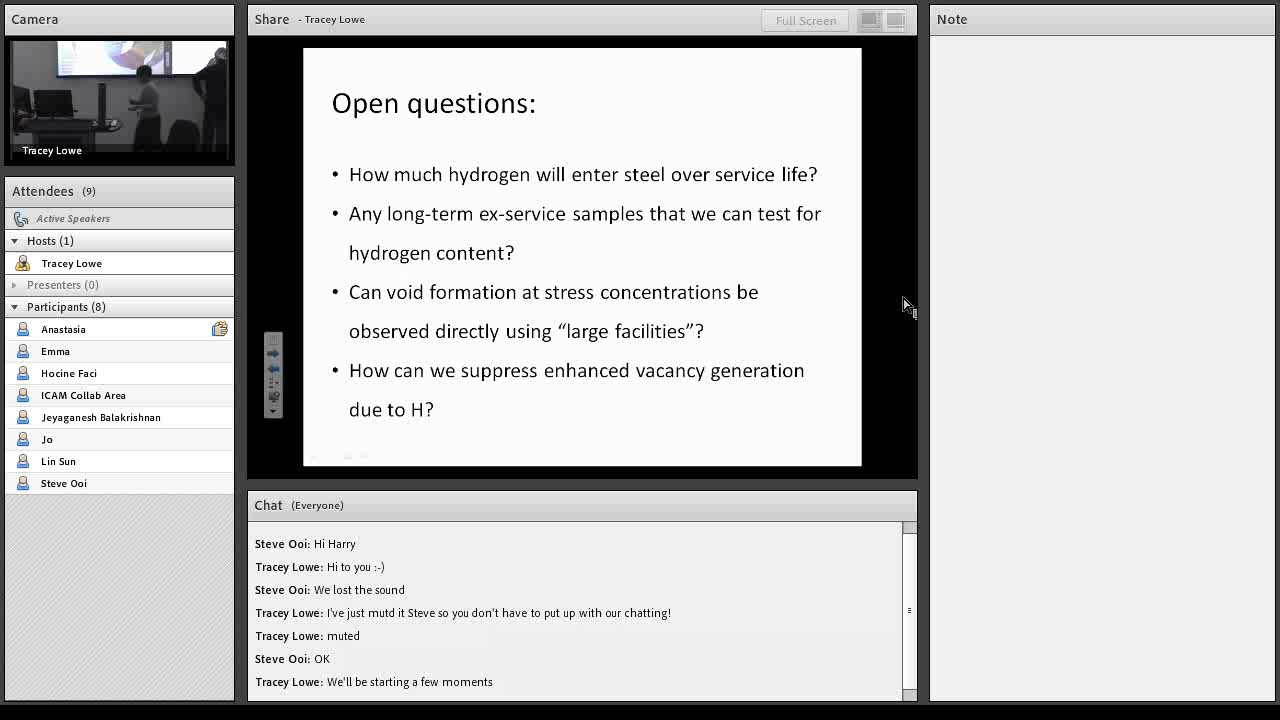 Camera
Tracey Lowe
Attendees (9)
Active Speakers
Hosts (1)
Tracey Lowe
Presenters (0)
Participants (8)
Anastasia
Emma
Hocine Faci
ICAM Collab Area
Jeyaganesh Balakrishnan
Jo
Lin Sun
Steve Ooi
Share - Tracey Lowe
Full Screen
Open questions:
• How much hydrogen will enter steel over service life?
• Any long-term ex-service samples that we can test for
hydrogen content?
• Can void formation at stress concentrations be
observed directly using “large facilities”?
• How can we suppress enhanced vacancy generation
due to H?
Chat (Everyone)
Steve Ooi: Hi Harry
Tracey Lowe: Hi to you :-)
Steve Ooi: We lost the sound
Tracey Lowe: I've just mutd it Steve so you don't have to put up with our chatting!
Tracey Lowe: muted
Steve Ooi: OK
Tracey Lowe: We'll be starting a few moments
Note